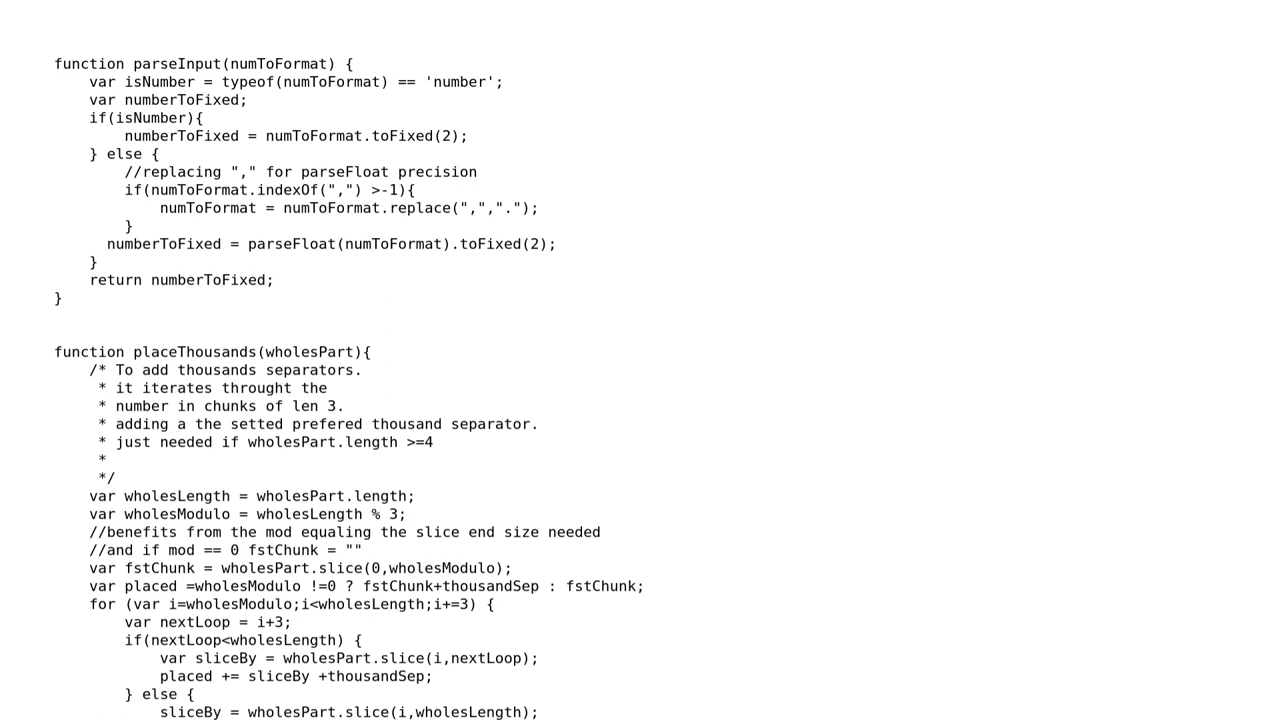 function parseInput(numToFormat) {
    var isNumber = typeof(numToFormat) == 'number';
    var numberToFixed;
    if(isNumber){
        numberToFixed = numToFormat.toFixed(2);
    } else {
        //replacing "," for parseFloat precision
        if(numToFormat.indexOf(",") >-1){
            numToFormat = numToFormat.replace(",",".");
        }
      numberToFixed = parseFloat(numToFormat).toFixed(2);
    }
    return numberToFixed;
}
function placeThousands(wholesPart){
    /* To add thousands separators.
     * it iterates throught the
     * number in chunks of len 3.
     * adding a the setted prefered thousand separator.
     * just needed if wholesPart.length >=4
     *
     */
    var wholesLength = wholesPart.length;
    var wholesModulo = wholesLength % 3;
    //benefits from the mod equaling the slice end size needed
    //and if mod == 0 fstChunk = ""
    var fstChunk = wholesPart.slice(0,wholesModulo);
    var placed =wholesModulo !=0 ? fstChunk+thousandSep : fstChunk;
    for (var i=wholesModulo;i<wholesLength;i+=3) {
        var nextLoop = i+3;
        if(nextLoop<wholesLength) {
            var sliceBy = wholesPart.slice(i,nextLoop);
            placed += sliceBy +thousandSep;
        } else {
            sliceBy = wholesPart.slice(i,wholesLength);